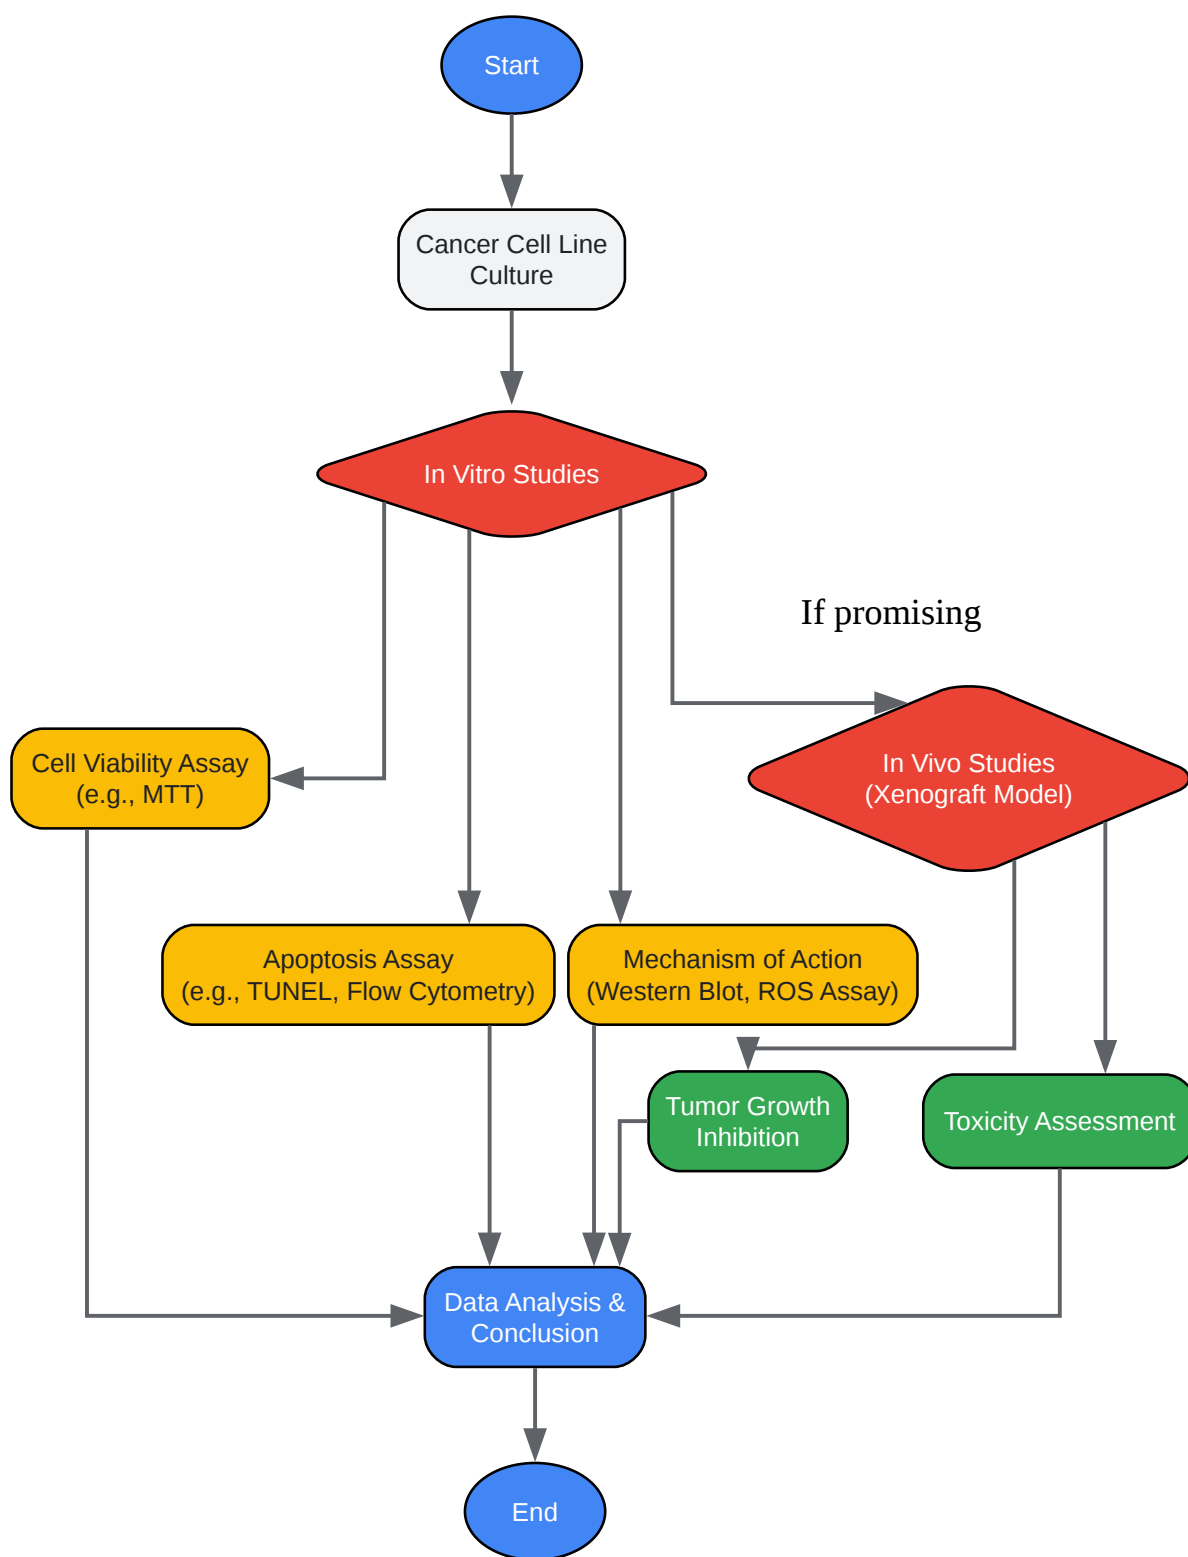 Start
Cancer Cell Line
Culture
In Vitro Studies
If promising
Cell Viability Assay
(e.g., MTT)
In Vivo Studies
(Xenograft Model)
Apoptosis Assay
(e.g., TUNEL, Flow Cytometry)
Mechanism of Action
(Western Blot, ROS Assay)
Tumor Growth
Inhibition
Toxicity Assessment
Data Analysis &
Conclusion
End